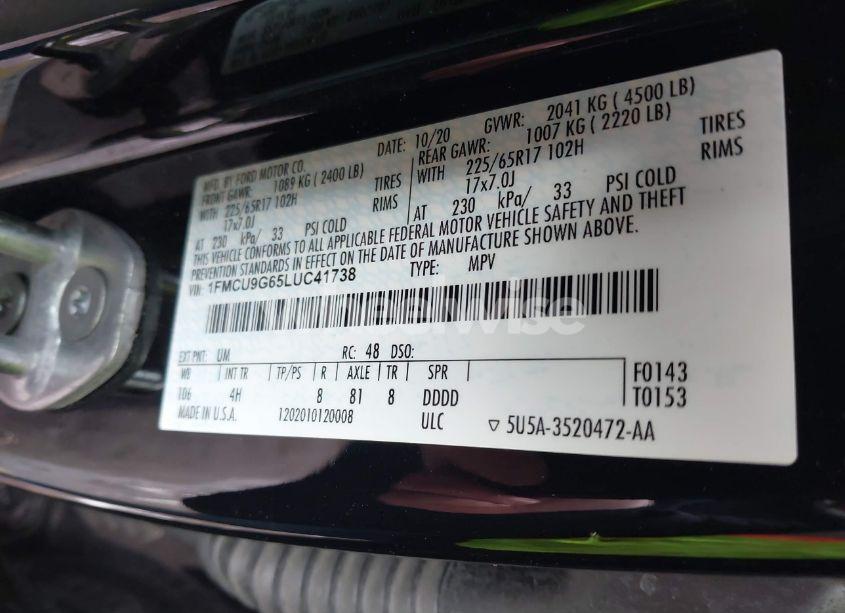 MFD. BY FORD MOTOR CO. DATE: 10/20 GVWR: 2041 KG ( 4500 LB)
FRONT GAWR: 1089 KG ( 2400 LB) REAR GAWR: 1007 KG ( 2220 LB)
WITH 225/65R17 102H TIRES WITH 225/65R17 102H TIRES
17x7.0J RIMS 17x7.0J RIMS
AT 230 kPa/ 33 PSI COLD AT 230 kPa/ 33 PSI COLD
THIS VEHICLE CONFORMS TO ALL APPLICABLE FEDERAL MOTOR VEHICLE SAFETY AND THEFT
PREVENTION STANDARDS IN EFFECT ON THE DATE OF MANUFACTURE SHOWN ABOVE.
VIN: 1FMCU9G65LUC41738 TYPE: MPV
EXT PNT: UM RC: 48 DSO:
WB INT TR TP/PS R AXLE TR SPR F0143
106 4H 8 81 8 DDDD T0153
MADE IN U.S.A. 1202010120008 ULC ▽ 5U5A-3520472-AA